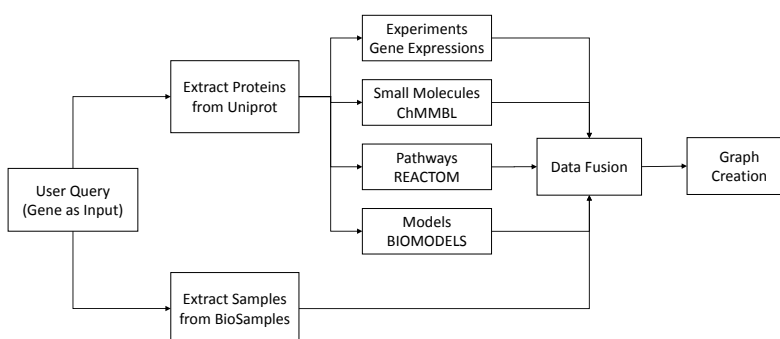 User Query
(Gene as Input)
Extract Proteins
from Uniprot
Extract Samples
from BioSamples
Experiments
Gene Expressions
Small Molecules
ChMMBL
Pathways
REACTOM
Models
BIOMODELS
Data Fusion
Graph
Creation